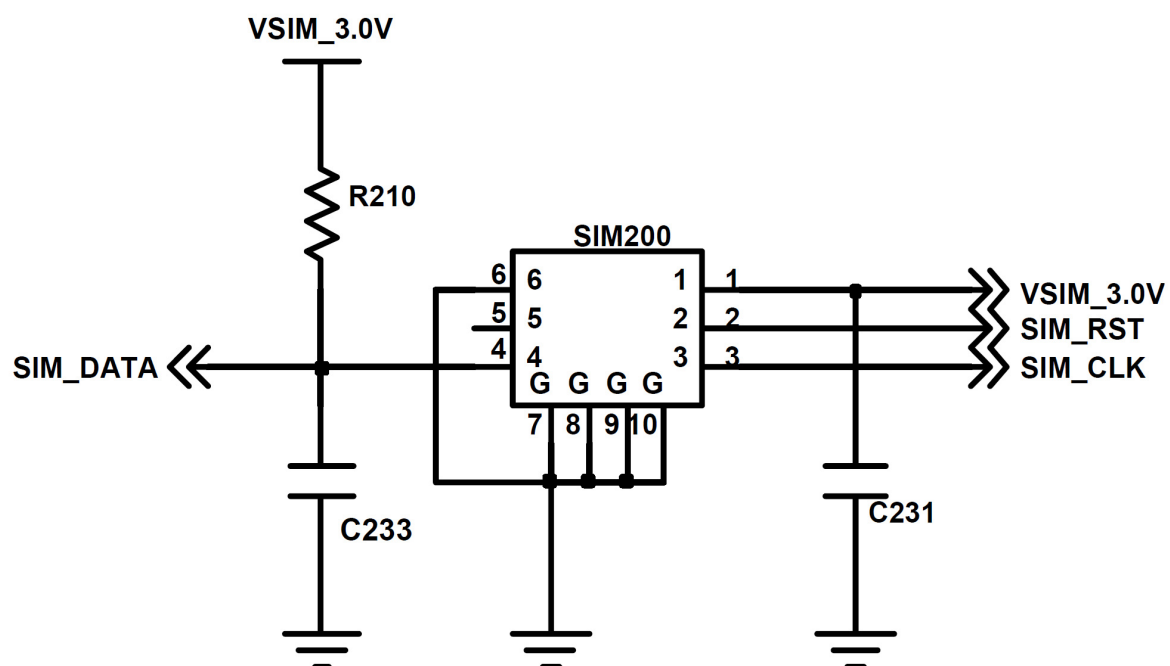 VSIM_3.0V
R210
SIM200
6 6 1 1
VSIM_3.0V
5 5 2 2
SIM_RST
4 4 3 3
SIM_DATA
SIM_CLK
G G G G
7 8 9 10
C233
C231